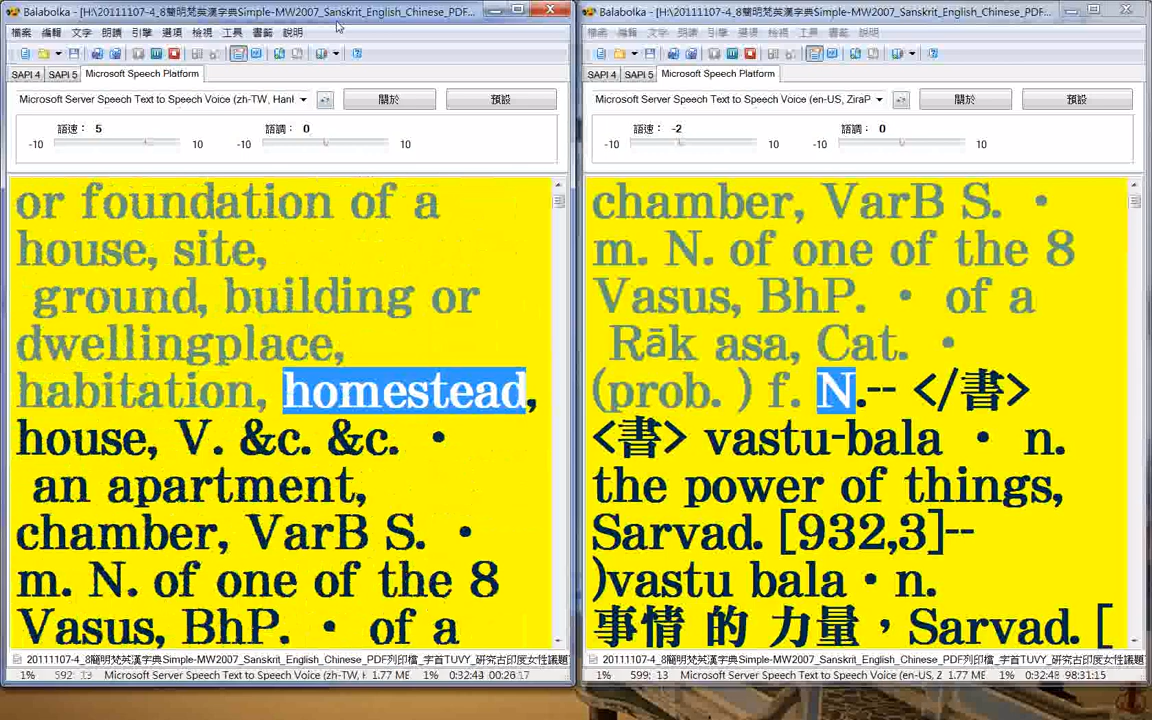 Balabolka - [H:\20111107-4_8簡明梵英漢字典Simple-MW2007_Sanskrit_English_Chinese_PDF...
檔案 編輯 文字 朗讀 引擎 選項 檢視 工具 書籤 說明
SAPI 4 SAPI 5 Microsoft Speech Platform
Microsoft Server Speech Text to Speech Voice (zh-TW, Hanl
關於 預設
語速： 5 語調： 0
-10 10 -10 10
or foundation of a
house, site,
ground, building or
dwellingplace,
habitation, homestead,
house, V. &c. &c. •
an apartment,
chamber, VarB S. •
m. N. of one of the 8
Vasus, BhP. • of a
20111107-4_8簡明梵英漢字典Simple-MW2007_Sanskrit_English_Chinese_PDF列印檔_字首TUVY_研究古印度女性議題
1% 592: 13 Microsoft Server Speech Text to Speech Voice (zh-TW, H 1.77 ME 1% 0:32:44 00:26:17
Balabolka - [H:\20111107-4_8簡明梵英漢字典Simple-MW2007_Sanskrit_English_Chinese_PDF...
檔案 編輯 文字 朗讀 引擎 選項 檢視 工具 書籤 說明
SAPI 4 SAPI 5 Microsoft Speech Platform
Microsoft Server Speech Text to Speech Voice (en-US, ZiraP
關於 預設
語速： -2 語調： 0
-10 10 -10 10
chamber, VarB S. •
m. N. of one of the 8
Vasus, BhP. • of a
Rāk asa, Cat. •
(prob. ) f. N.-- </書>
<書> vastu-bala • n.
the power of things,
Sarvad. [932,3]--
)vastu bala • n.
事情 的 力量，Sarvad. [
20111107-4_8簡明梵英漢字典Simple-MW2007_Sanskrit_English_Chinese_PDF列印檔_字首TUVY_研究古印度女性議題
1% 599: 13 Microsoft Server Speech Text to Speech Voice (en-US, Z 1.77 ME 1% 0:32:48 98:31:15